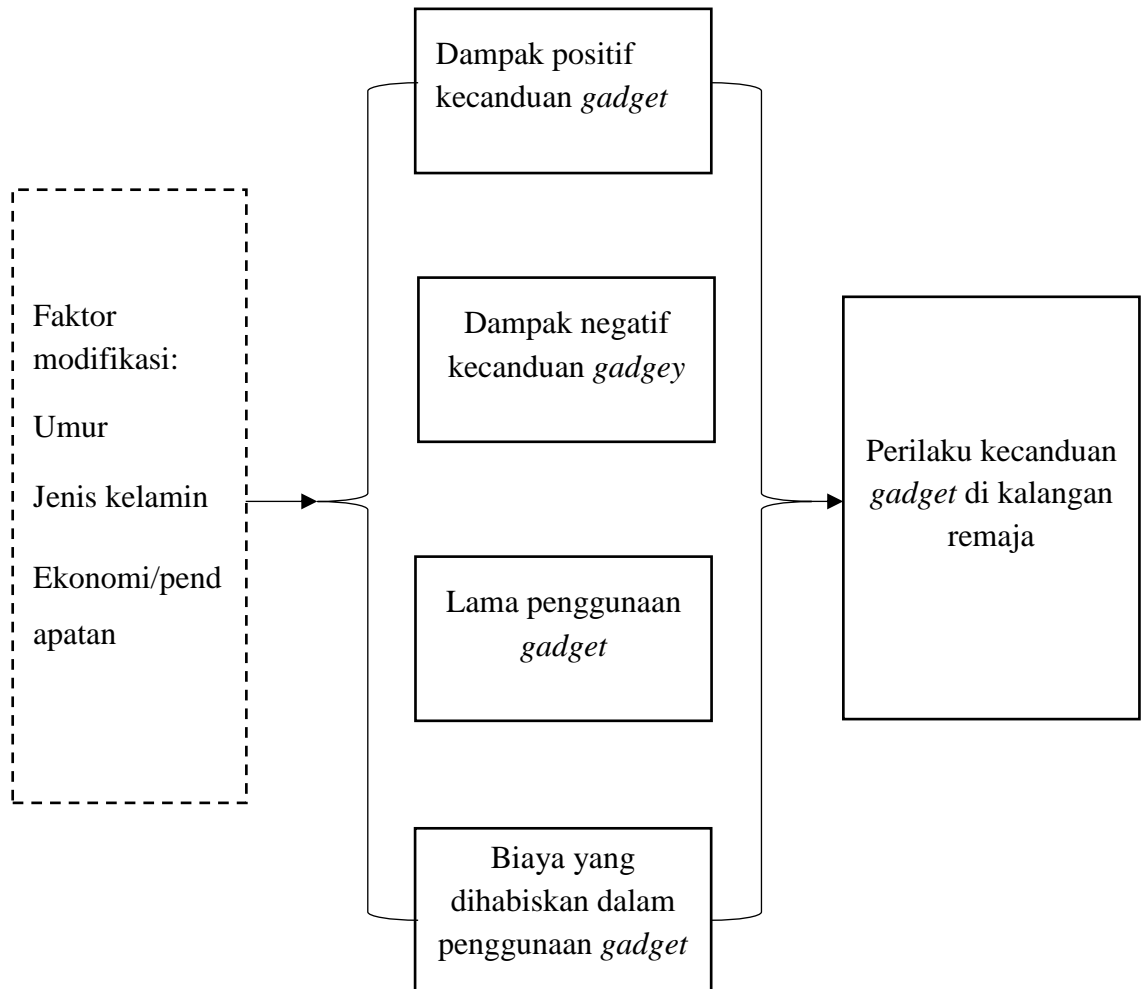 Dampak positif
kecanduan gadget
Faktor
modifikasi:
Umur
Jenis kelamin
Ekonomi/pend
apatan
Dampak negatif
kecanduan gadgey
Lama penggunaan
gadget
Biaya yang
dihabiskan dalam
penggunaan gadget
Perilaku kecanduan
gadget di kalangan
remaja